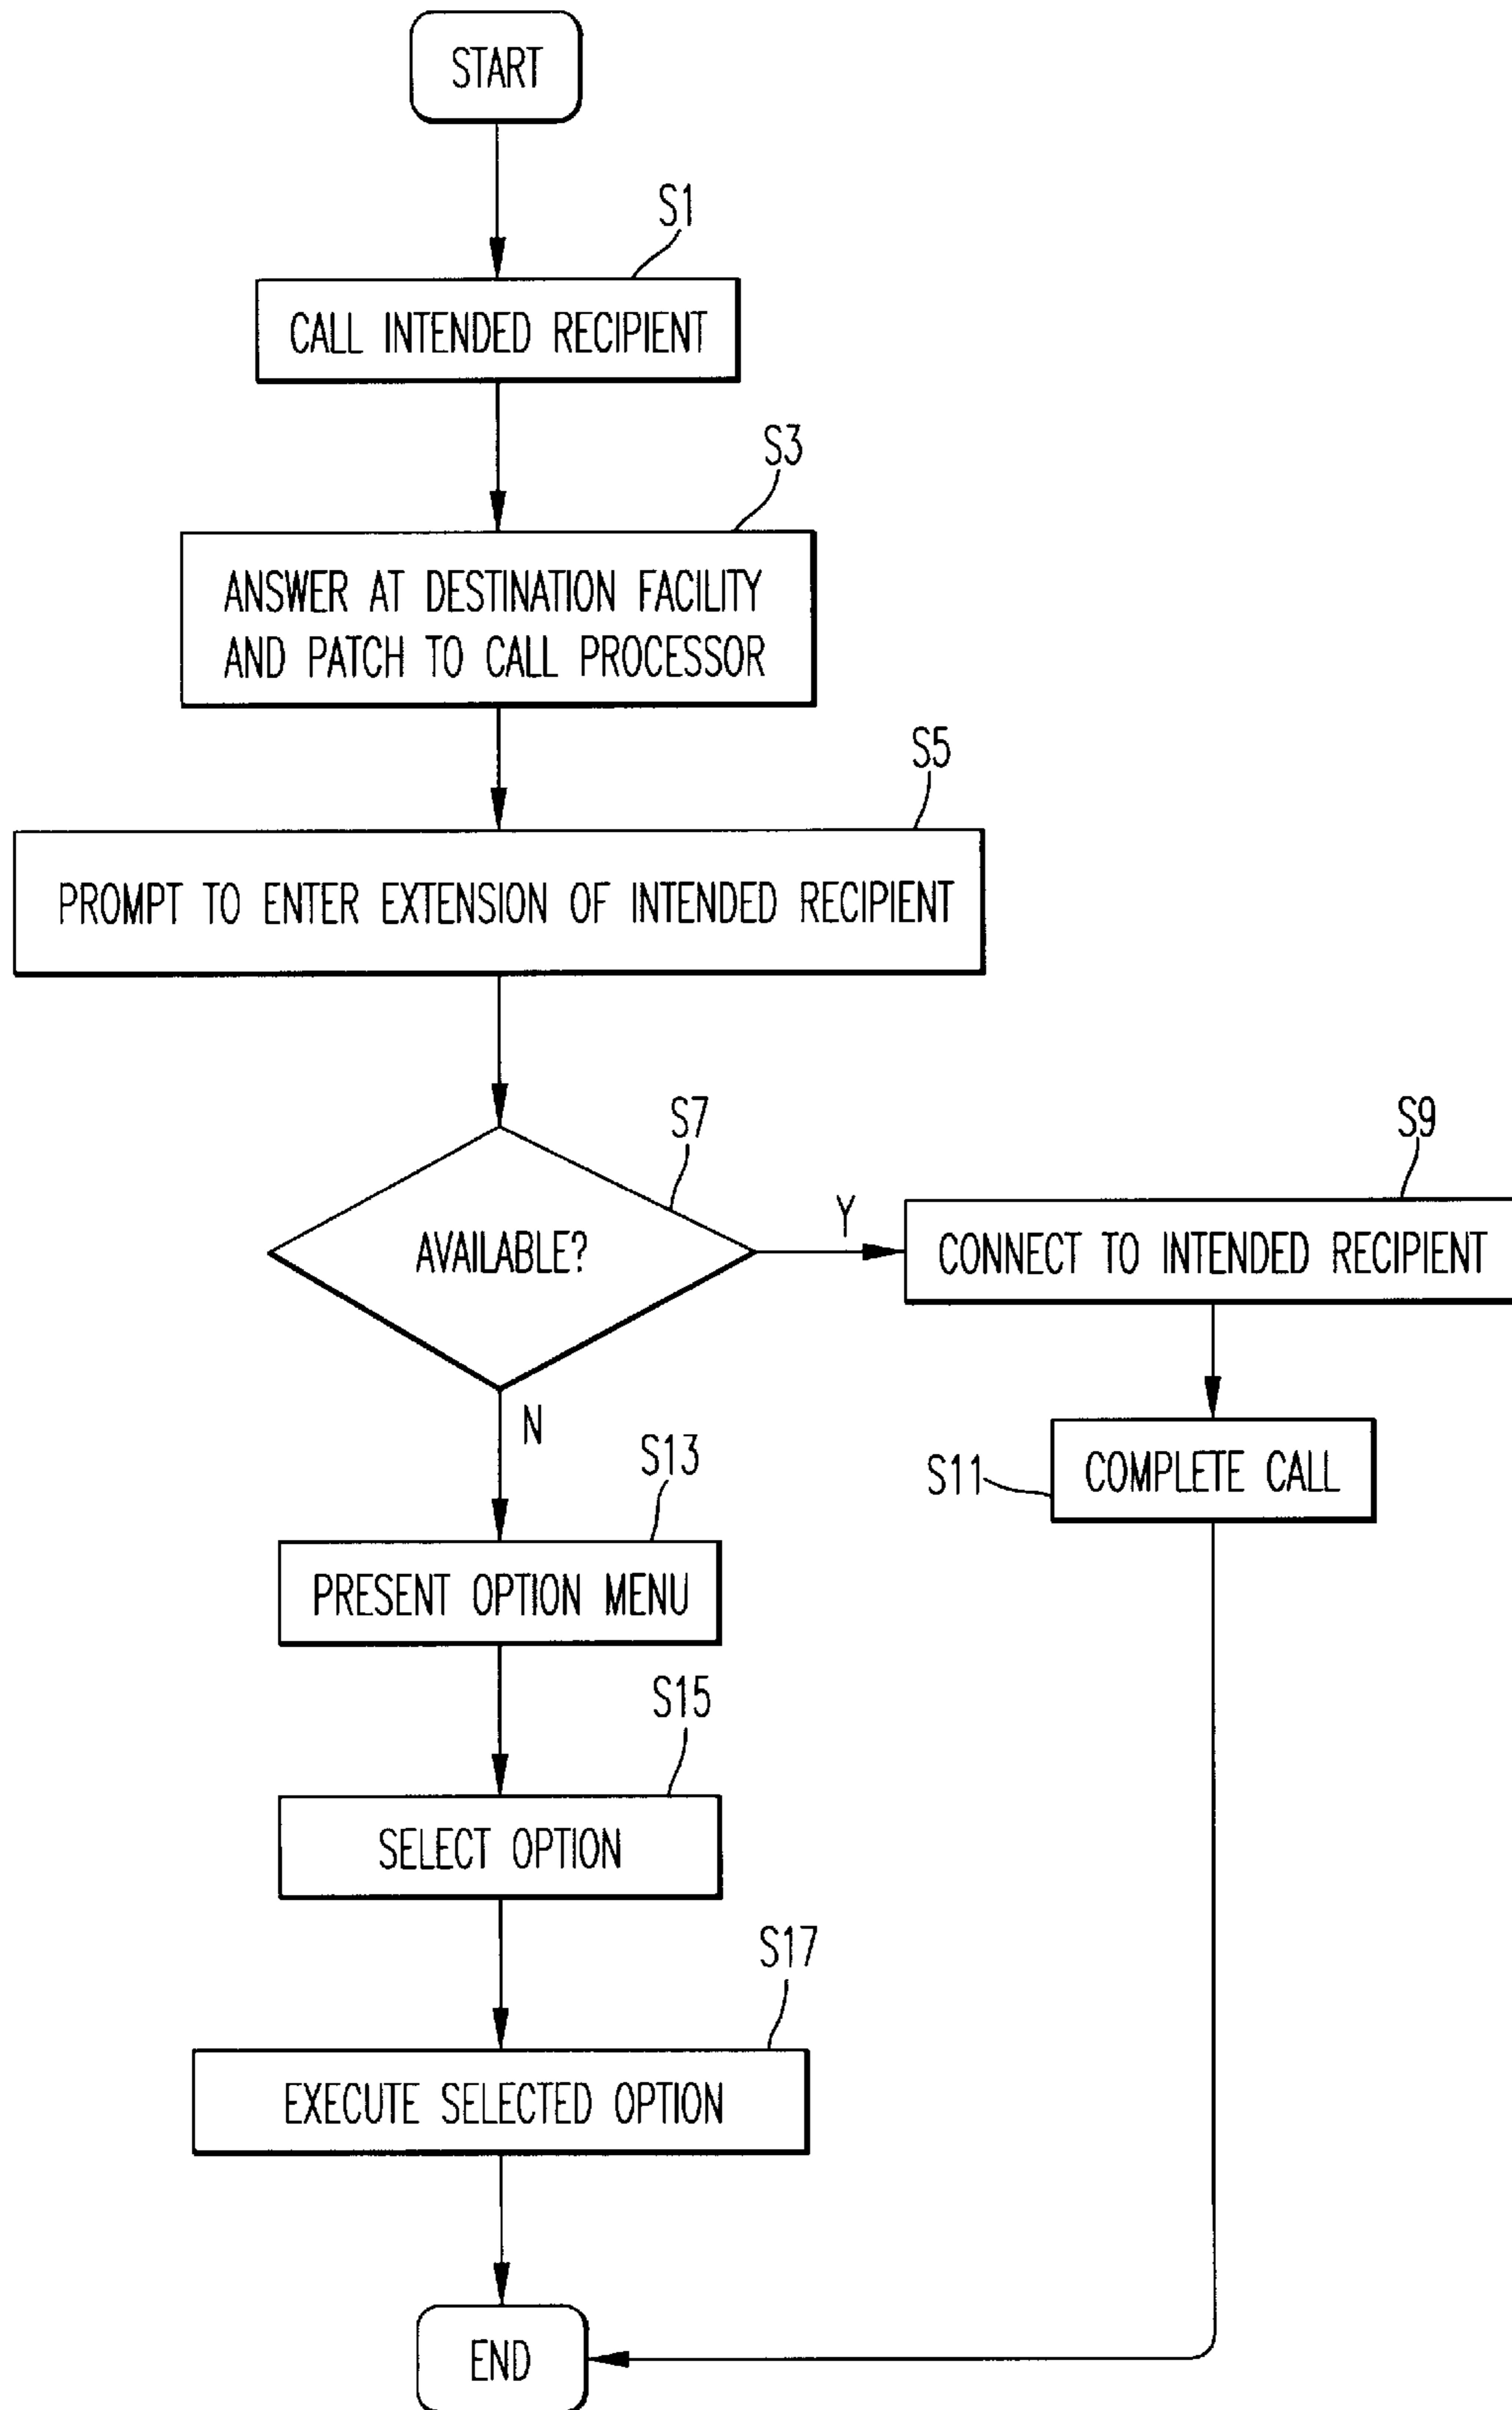 START
S1
CALL INTENDED RECIPIENT
S3
ANSWER AT DESTINATION FACILITY
AND PATCH TO CALL PROCESSOR
S5
PROMPT TO ENTER EXTENSION OF INTENDED RECIPIENT
S7
AVAILABLE?
Y
S9
CONNECT TO INTENDED RECIPIENT
S11
COMPLETE CALL
N
S13
PRESENT OPTION MENU
S15
SELECT OPTION
S17
EXECUTE SELECTED OPTION
END